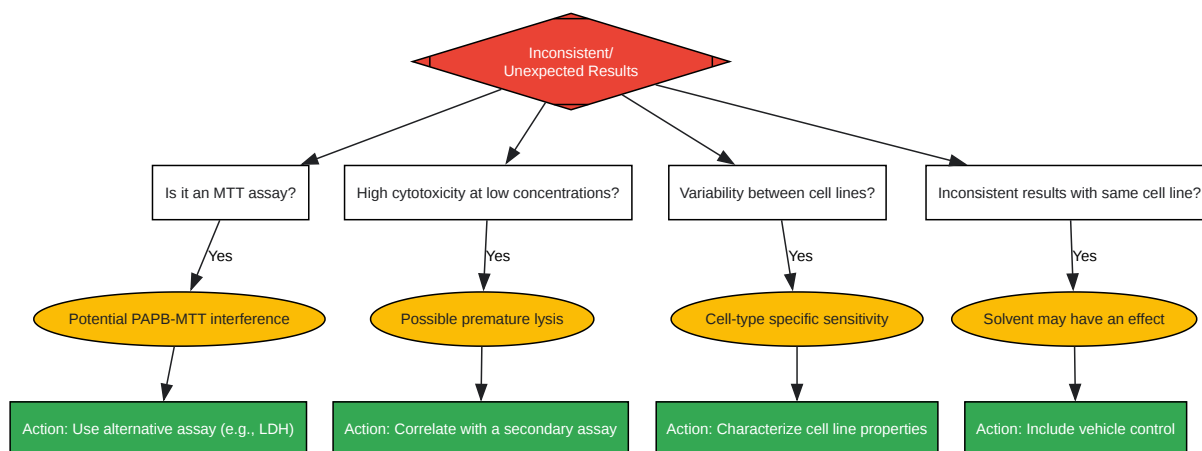 Inconsistent/
Unexpected Results
Is it an MTT assay?
High cytotoxicity at low concentrations?
Variability between cell lines?
Inconsistent results with same cell line?
Yes
Yes
Yes
Yes
Potential PAPB-MTT interference
Possible premature lysis
Cell-type specific sensitivity
Solvent may have an effect
Action: Use alternative assay (e.g., LDH)
Action: Correlate with a secondary assay
Action: Characterize cell line properties
Action: Include vehicle control